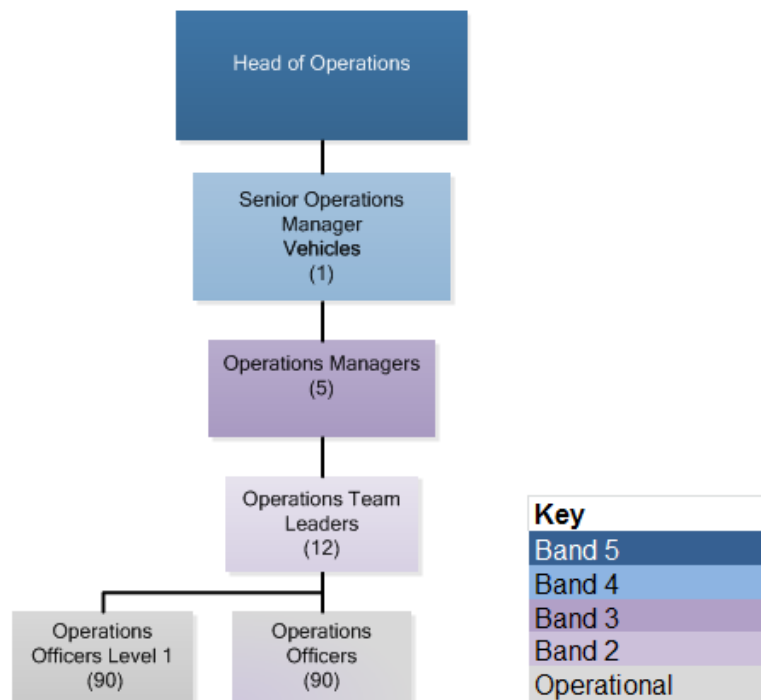 Head of Operations
Senior Operations
Manager
Vehicles
(1)
Operations Managers
(5)
Operations Team
Leaders
(12)
Operations
Officers Level 1
(90)
Operations
Officers
(90)
Key
Band 5
Band 4
Band 3
Band 2
Operational